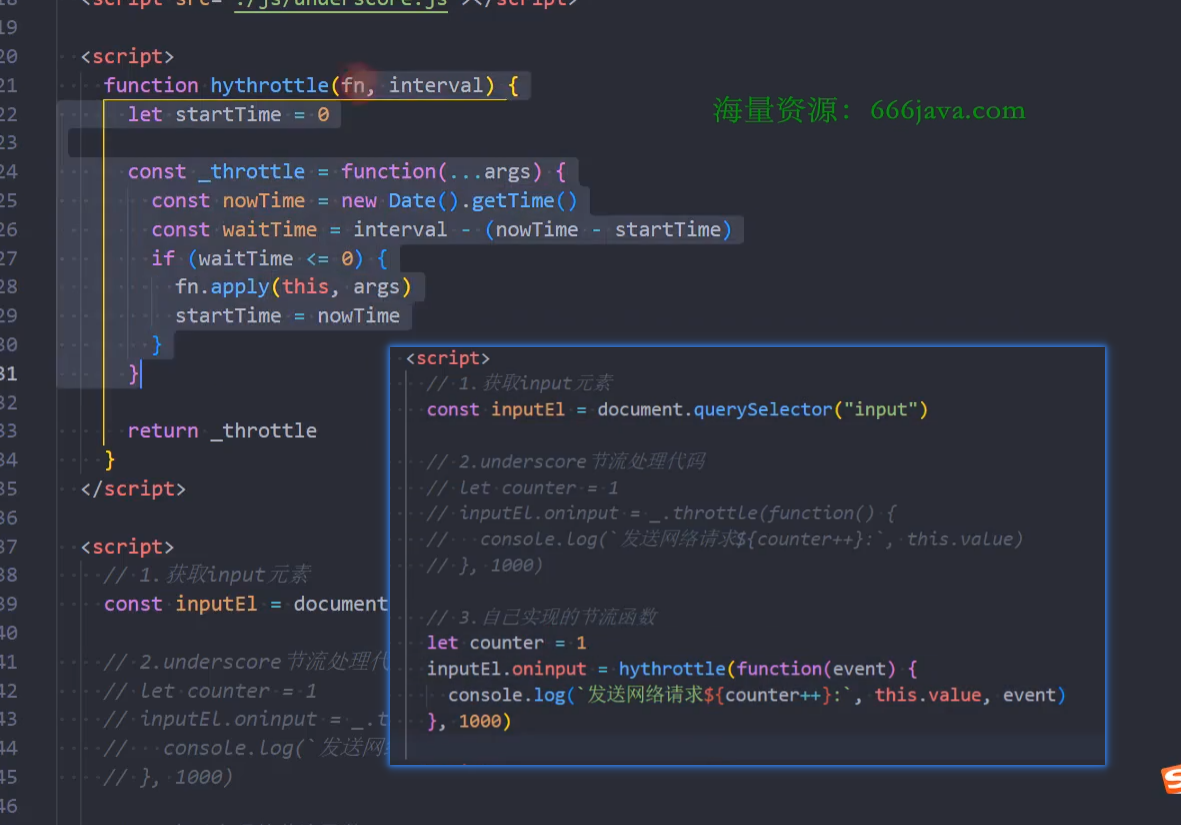 18 <script src="./js/underscore.js"></script>
19
20 <script>
21 function hythrottle(fn, interval) {
22 let startTime = 0
23
24 const _throttle = function(...args) {
25 const nowTime = new Date().getTime()
26 const waitTime = interval - (nowTime - startTime)
27 if (waitTime <= 0) {
28 fn.apply(this, args)
29 startTime = nowTime
30 }
31 }
32
33 return _throttle
34 }
35 </script>
36
37 <script>
38 // 1.获取input元素
39 const inputEl = document
40
41 // 2.underscore节流处理代
42 // let counter = 1
43 // inputEl.oninput = _.t
44 // console.log(`发送网
45 // }, 1000)
46
海量资源：666java.com
<script>
// 1.获取input元素
const inputEl = document.querySelector("input")
// 2.underscore节流处理代码
// let counter = 1
// inputEl.oninput = _.throttle(function() {
// console.log(`发送网络请求${counter++}:`, this.value)
// }, 1000)
// 3.自己实现的节流函数
let counter = 1
inputEl.oninput = hythrottle(function(event) {
console.log(`发送网络请求${counter++}:`, this.value, event)
}, 1000)